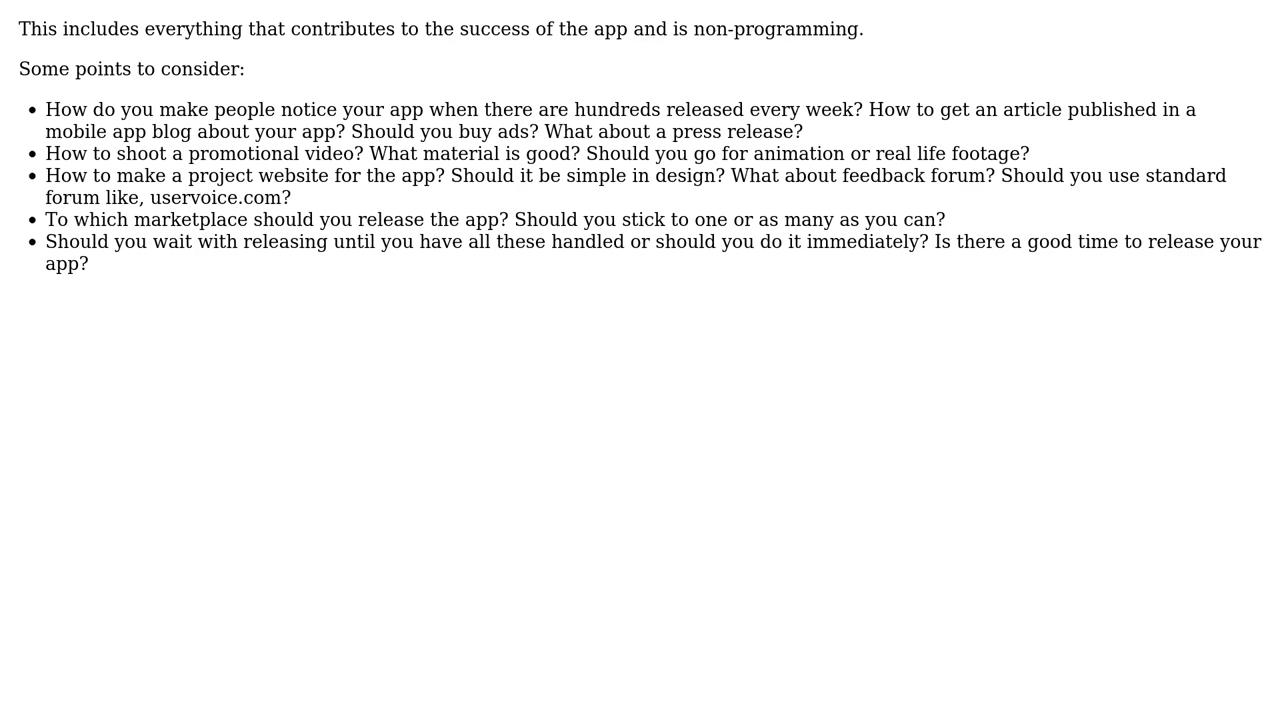 This includes everything that contributes to the success of the app and is non-programming.
Some points to consider:
• How do you make people notice your app when there are hundreds released every week? How to get an article published in a
mobile app blog about your app? Should you buy ads? What about a press release?
• How to shoot a promotional video? What material is good? Should you go for animation or real life footage?
• How to make a project website for the app? Should it be simple in design? What about feedback forum? Should you use standard
forum like, uservoice.com?
• To which marketplace should you release the app? Should you stick to one or as many as you can?
• Should you wait with releasing until you have all these handled or should you do it immediately? Is there a good time to release your
app?